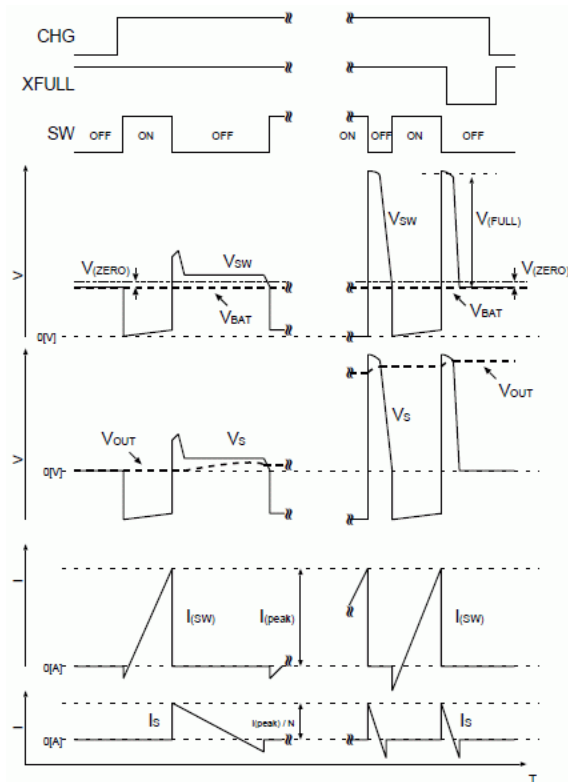 CHG
XFULL
SW
OFF ON OFF ON OFF ON OFF
V
V(ZERO)
VSW
VBAT
0[V]
VSW
V(FULL)
V(ZERO)
VBAT
V
VOUT
VS
0[V]
VOUT
VS
I
I(SW)
I(peak)
I(SW)
0[A]
I
IS
I(peak) / N
IS
0[A]
T